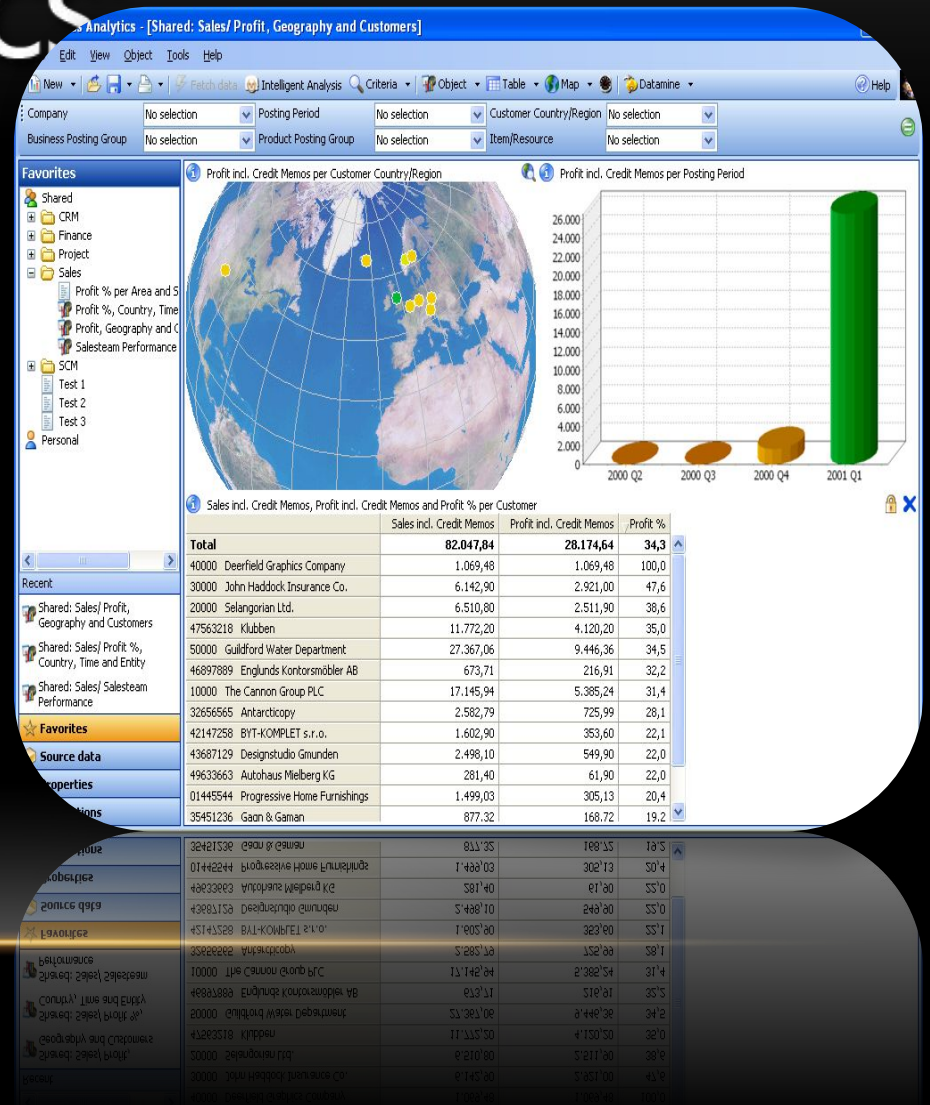 cs
Analytics - [Shared: Sales/ Profit, Geography and Customers]
Edit View Object Tools Help
New Fetch data Intelligent Analysis Criteria Object Table Map Datamine Help
Company No selection Posting Period No selection Customer Country/Region No selection
Business Posting Group No selection Product Posting Group No selection Item/Resource No selection
Favorites
Shared
CRM
Finance
Project
Sales
Profit % per Area and S
Profit %, Country, Time
Profit, Geography and C
Salesteam Performance
SCM
Test 1
Test 2
Test 3
Personal
Recent
Shared: Sales/ Profit,
Geography and Customers
Shared: Sales/ Profit %,
Country, Time and Entity
Shared: Sales/ Salesteam
Performance
Favorites
Source data
Profit incl. Credit Memos per Customer Country/Region
Profit incl. Credit Memos per Posting Period
26.000
24.000
22.000
20.000
18.000
16.000
14.000
12.000
10.000
8.000
6.000
4.000
2.000
0
2000 Q2 2000 Q3 2000 Q4 2001 Q1
Sales incl. Credit Memos, Profit incl. Credit Memos and Profit % per Customer
Sales incl. Credit Memos Profit incl. Credit Memos Profit %
Total 82.047,84 28.174,64 34,3
40000 Deerfield Graphics Company 1.069,48 1.069,48 100,0
30000 John Haddock Insurance Co. 6.142,90 2.921,00 47,6
20000 Selangorian Ltd. 6.510,80 2.511,90 38,6
47563218 Klubben 11.772,20 4.120,20 35,0
50000 Guildford Water Department 27.367,06 9.446,36 34,5
46897889 Englunds Kontorsmöbler AB 673,71 216,91 32,2
10000 The Cannon Group PLC 17.145,94 5.385,24 31,4
32656565 Antarcticopy 2.582,79 725,99 28,1
42147258 BYT-KOMPLET s.r.o. 1.602,90 353,60 22,1
43687129 Designstudio Gmunden 2.498,10 549,90 22,0
49633663 Autohaus Mielberg KG 281,40 61,90 22,0
01445544 Progressive Home Furnishings 1.499,03 305,13 20,4
35451236 Gagn & Gaman 877,32 168,72 19,2